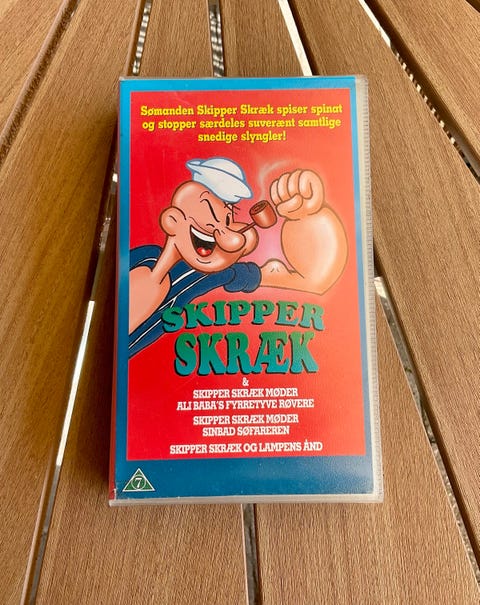 Sømanden Skipper Skræk spiser spinat
og stopper særdeles suverænt samtlige
snedige slyngler!
SKIPPER
SKRÆK
&
SKIPPER SKRÆK MØDER
ALI BABA'S FYRRETYVE RØVERE
SKIPPER SKRÆK MØDER
SINBAD SØFAREREN
SKIPPER SKRÆK OG LAMPENS ÅND
7